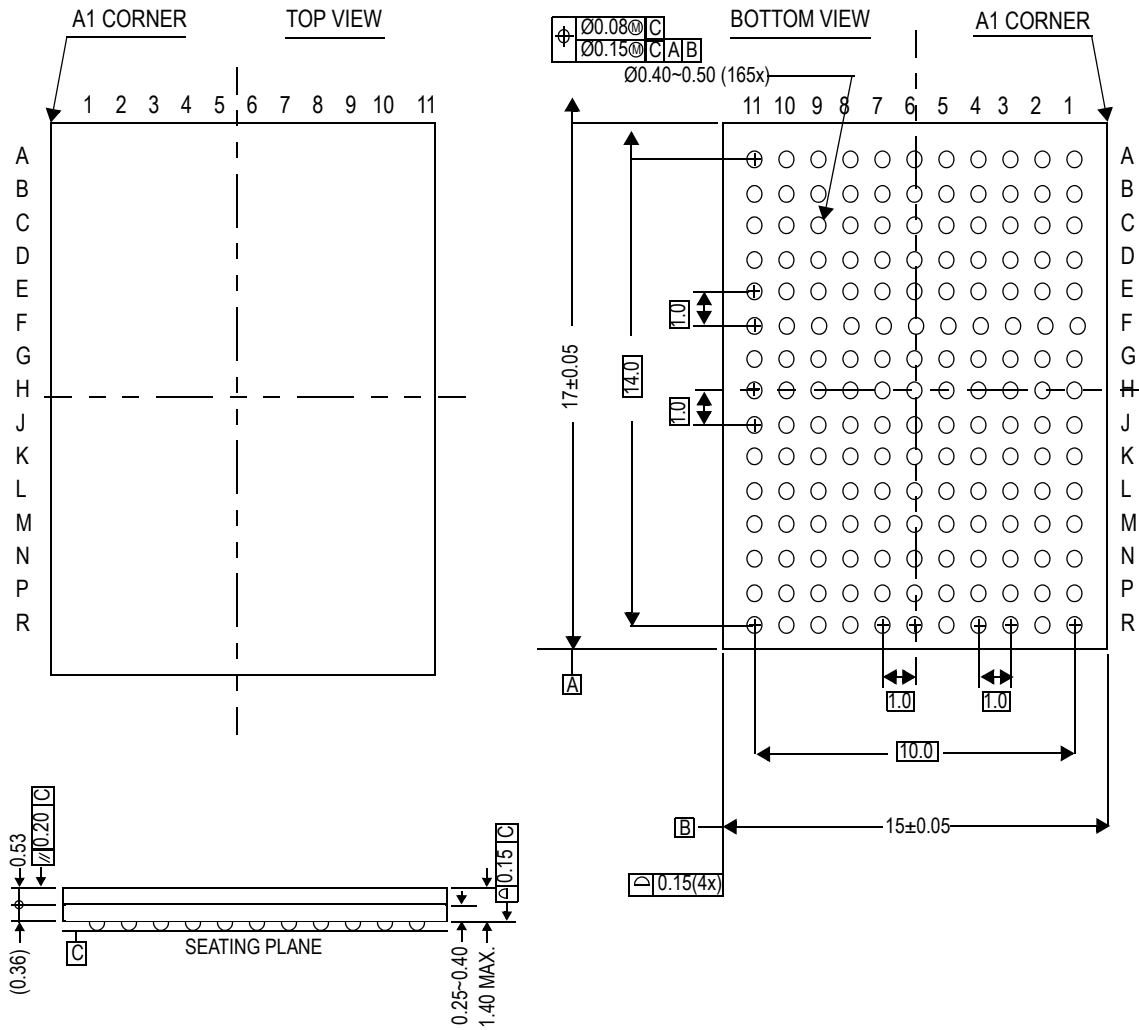 A1 CORNER
TOP VIEW
BOTTOM VIEW
A1 CORNER
⌖ Ø0.08Ⓜ C
Ø0.15Ⓜ C A B
Ø0.40~0.50 (165x)
1 2 3 4 5 6 7 8 9 10 11
11 10 9 8 7 6 5 4 3 2 1
A
B
C
D
E
F
G
H
J
K
L
M
N
P
R
17±0.05
14.0
1.0
1.0
A
B
C
D
E
F
G
H
J
K
L
M
N
P
R
A
1.0
1.0
10.0
B
15±0.05
⌓ 0.15(4x)
0.53
(0.36)
// 0.20 C
C
SEATING PLANE
0.25~0.40
1.40 MAX.
⌓ 0.15 C